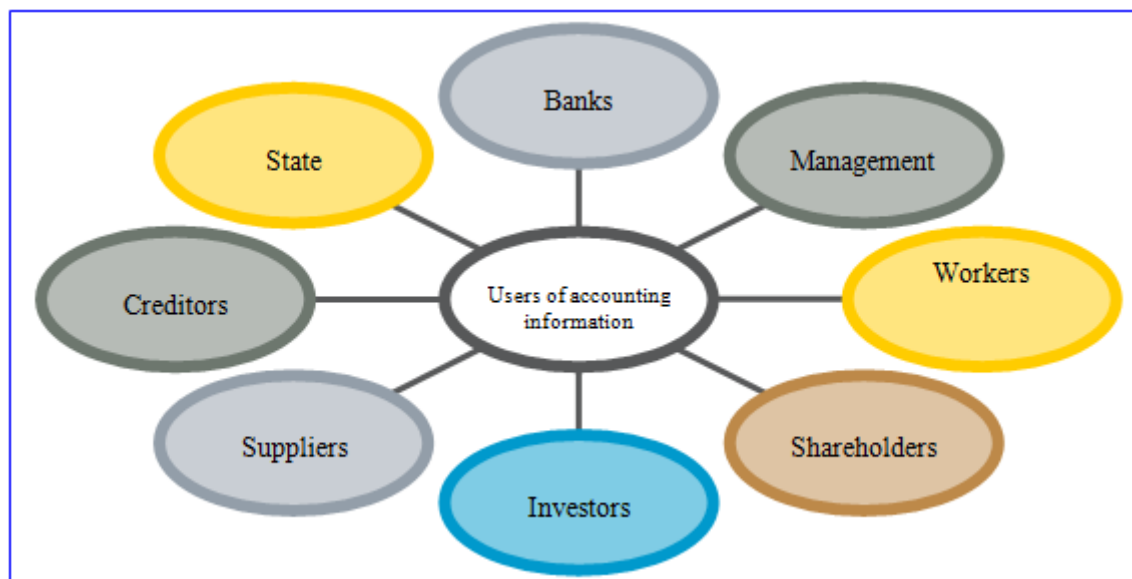 Banks
State
Management
Workers
Creditors
Users of accounting
information
Suppliers
Shareholders
Investors